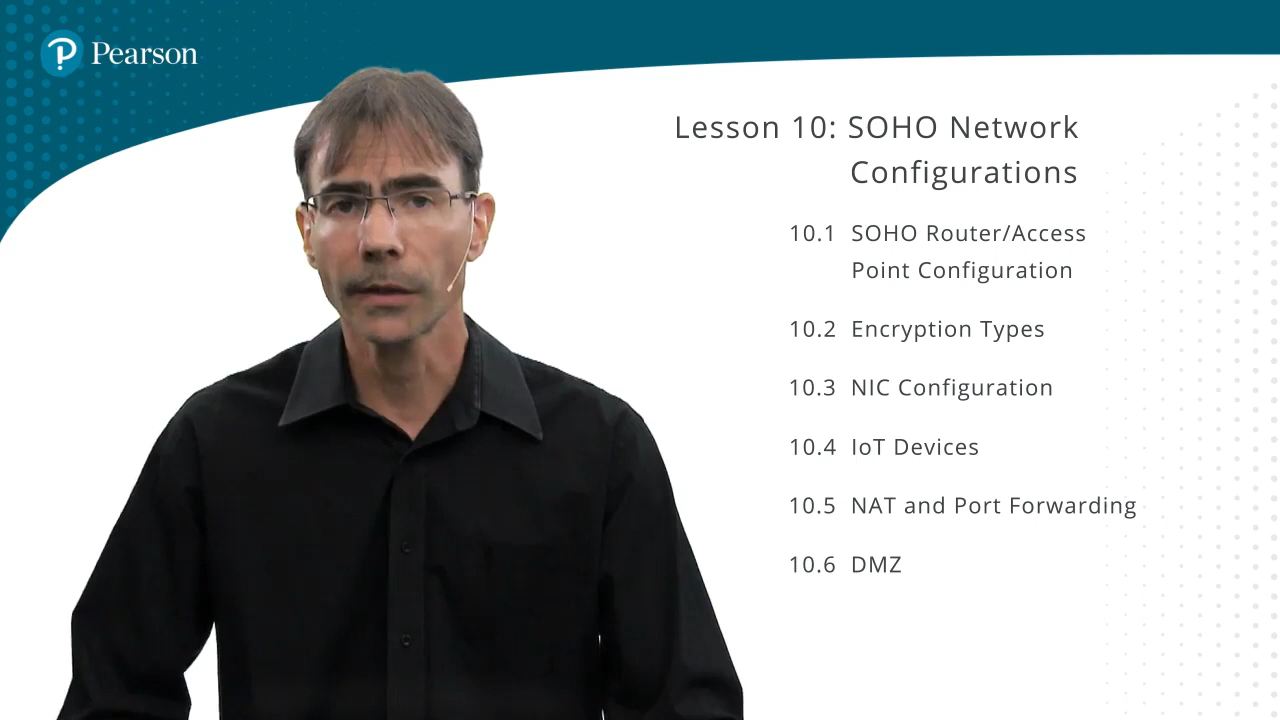 Pearson
Lesson 10: SOHO Network
Configurations
10.1 SOHO Router/Access
Point Configuration
10.2 Encryption Types
10.3 NIC Configuration
10.4 IoT Devices
10.5 NAT and Port Forwarding
10.6 DMZ